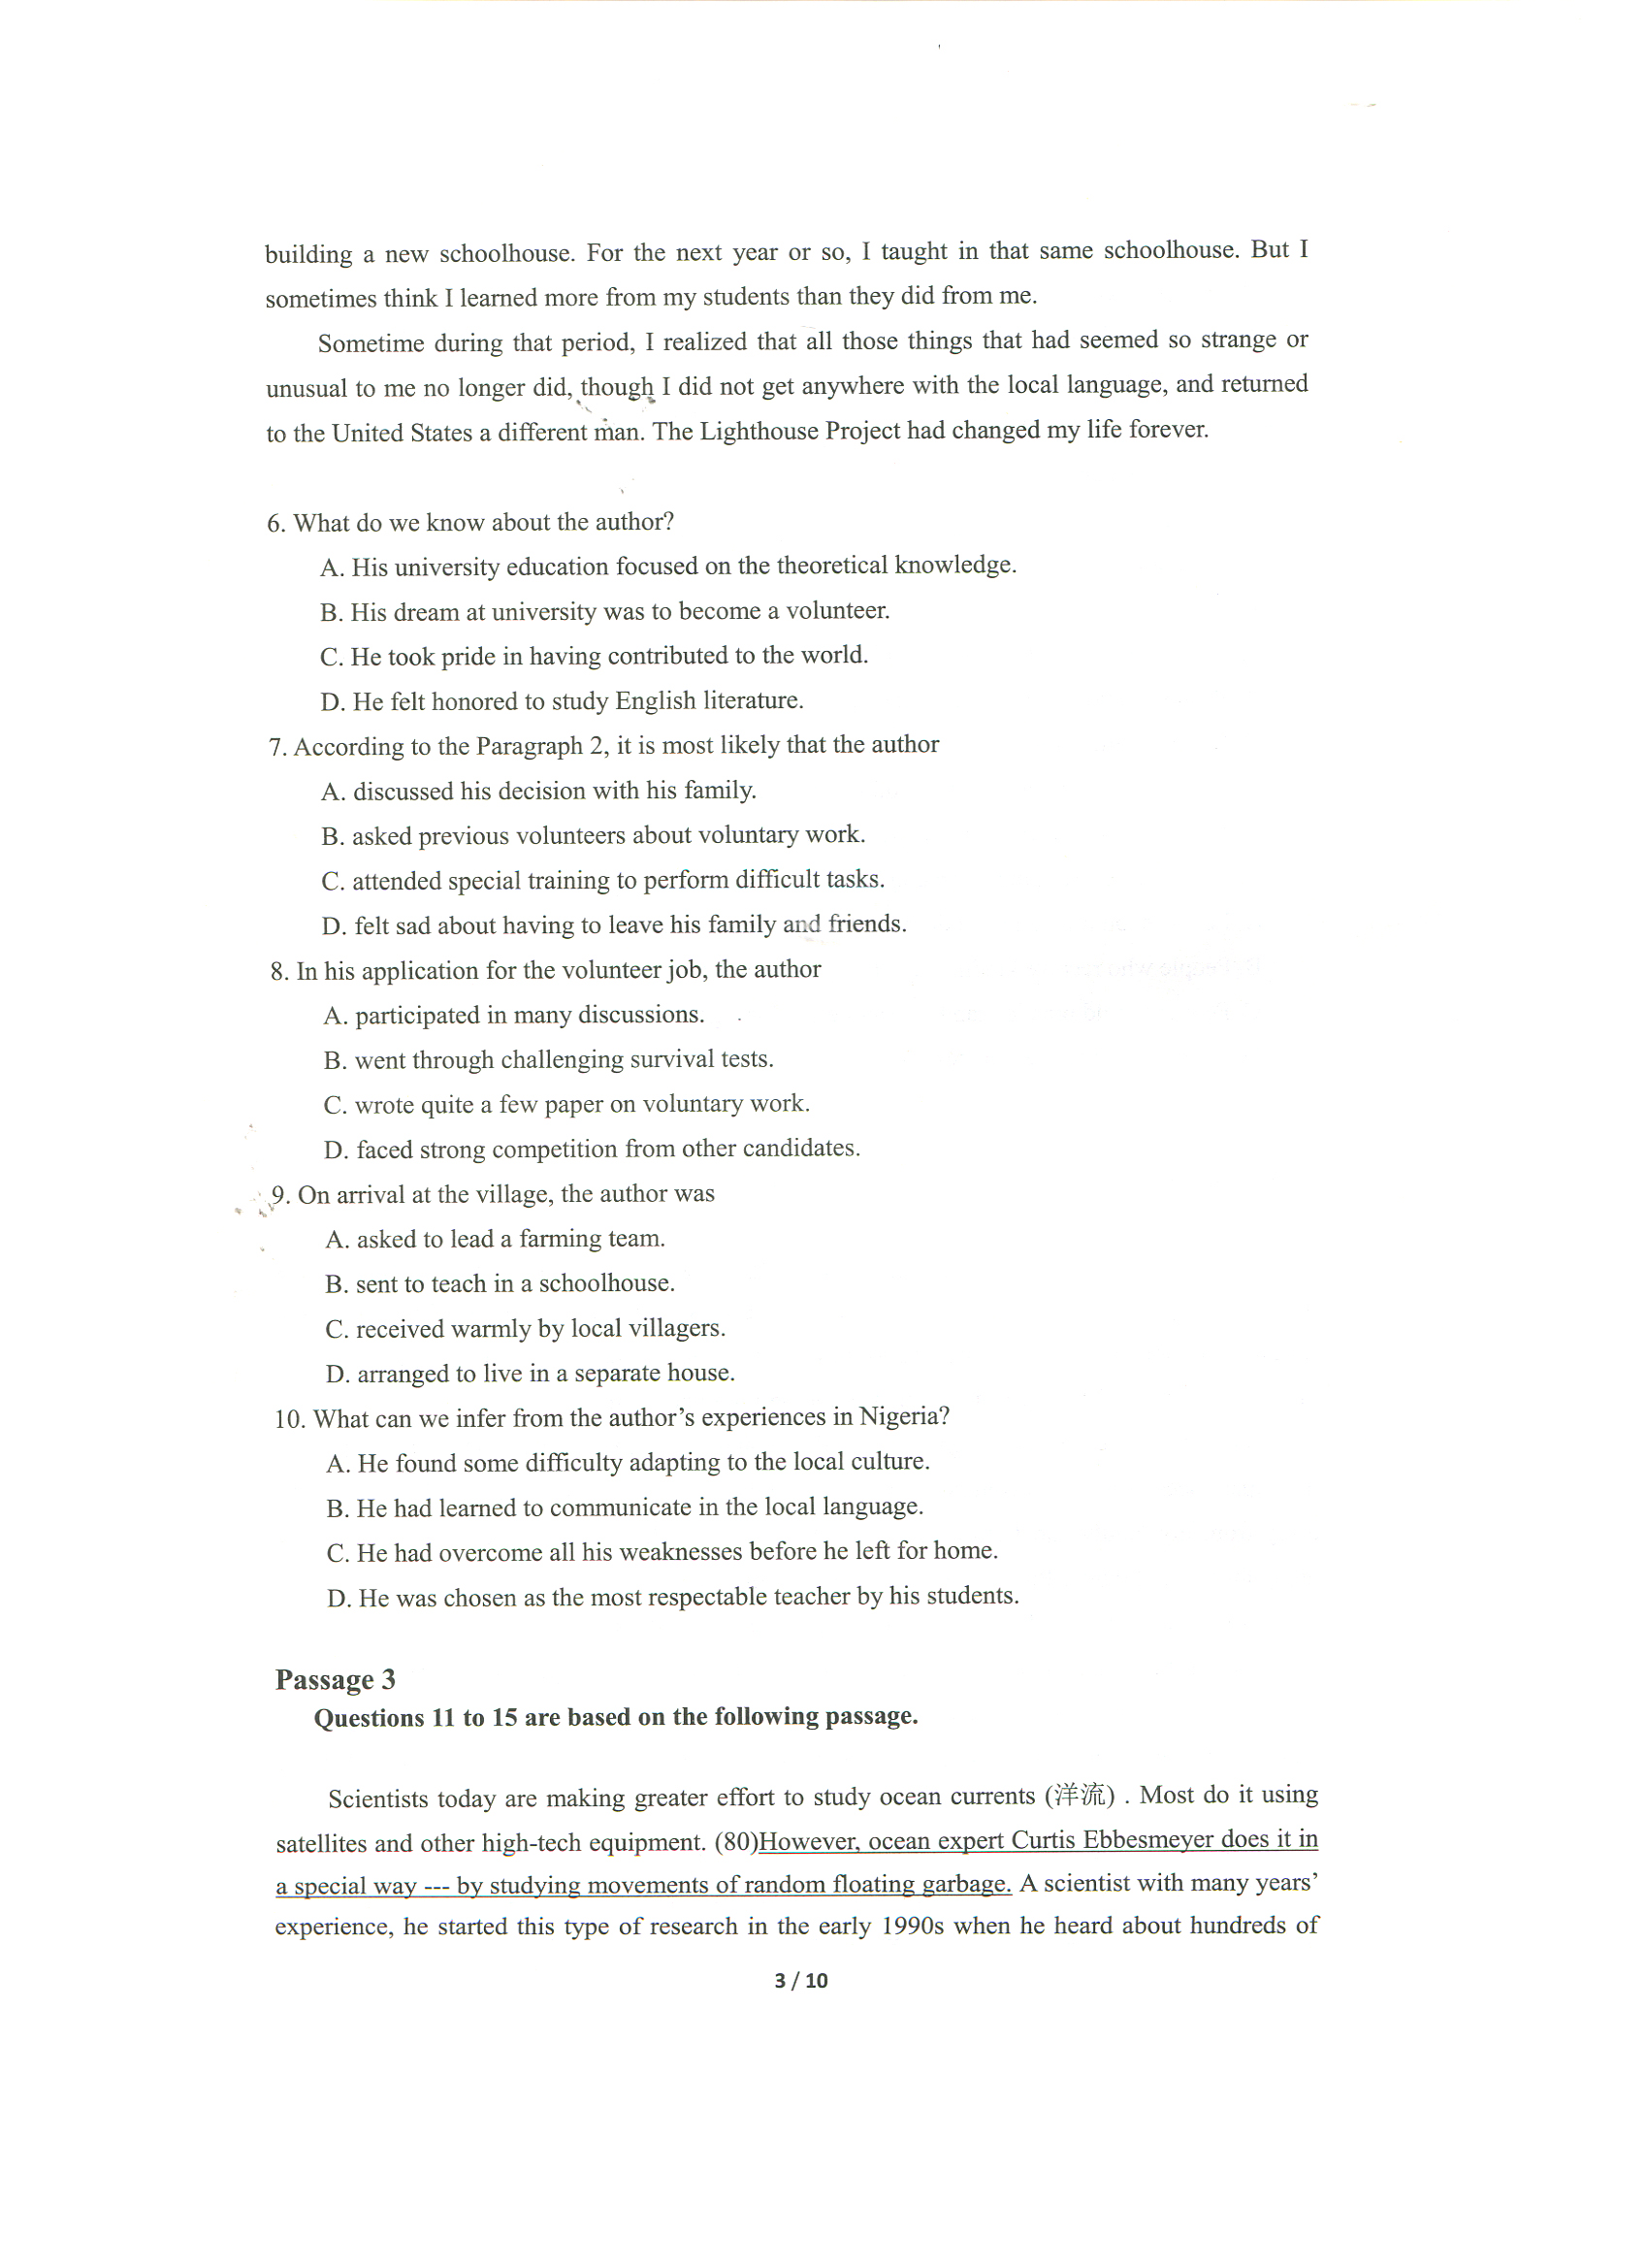 building a new schoolhouse. For the next year or so, I taught in that same schoolhouse. But I
sometimes think I learned more from my students than they did from me.
Sometime during that period, I realized that all those things that had seemed so strange or
unusual to me no longer did, though I did not get anywhere with the local language, and returned
to the United States a different man. The Lighthouse Project had changed my life forever.
6. What do we know about the author?
A. His university education focused on the theoretical knowledge.
B. His dream at university was to become a volunteer.
C. He took pride in having contributed to the world.
D. He felt honored to study English literature.
7. According to the Paragraph 2, it is most likely that the author
A. discussed his decision with his family.
B. asked previous volunteers about voluntary work.
C. attended special training to perform difficult tasks.
D. felt sad about having to leave his family and friends.
8. In his application for the volunteer job, the author
A. participated in many discussions.
B. went through challenging survival tests.
C. wrote quite a few paper on voluntary work.
D. faced strong competition from other candidates.
9. On arrival at the village, the author was
A. asked to lead a farming team.
B. sent to teach in a schoolhouse.
C. received warmly by local villagers.
D. arranged to live in a separate house.
10. What can we infer from the author's experiences in Nigeria?
A. He found some difficulty adapting to the local culture.
B. He had learned to communicate in the local language.
C. He had overcome all his weaknesses before he left for home.
D. He was chosen as the most respectable teacher by his students.
Passage 3
Questions 11 to 15 are based on the following passage.
Scientists today are making greater effort to study ocean currents (洋流) . Most do it using
satellites and other high-tech equipment. (80)However, ocean expert Curtis Ebbesmeyer does it in
a special way --- by studying movements of random floating garbage. A scientist with many years'
experience, he started this type of research in the early 1990s when he heard about hundreds of
3 / 10